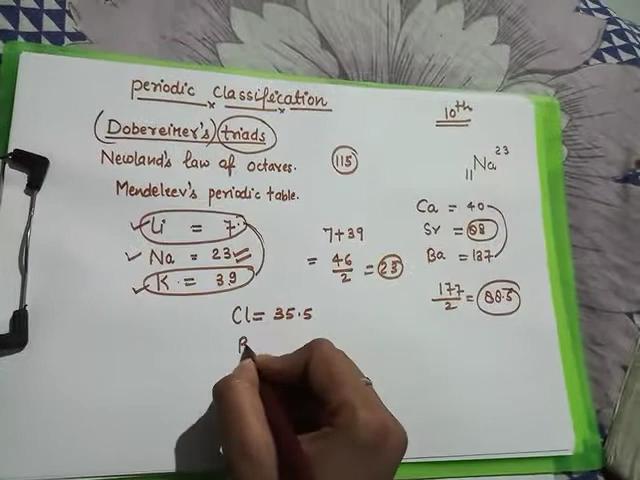 periodic Classification
10th
(Dobereiner's) triads
Newland's law of octaves.
115
11Na23
Mendeleev's periodic table.
Li = 7.
Na = 23
K = 39
7+39
= 46/2 = 23
Ca = 40
Sr = 88
Ba = 137
177/2 = 88.5
Cl = 35.5